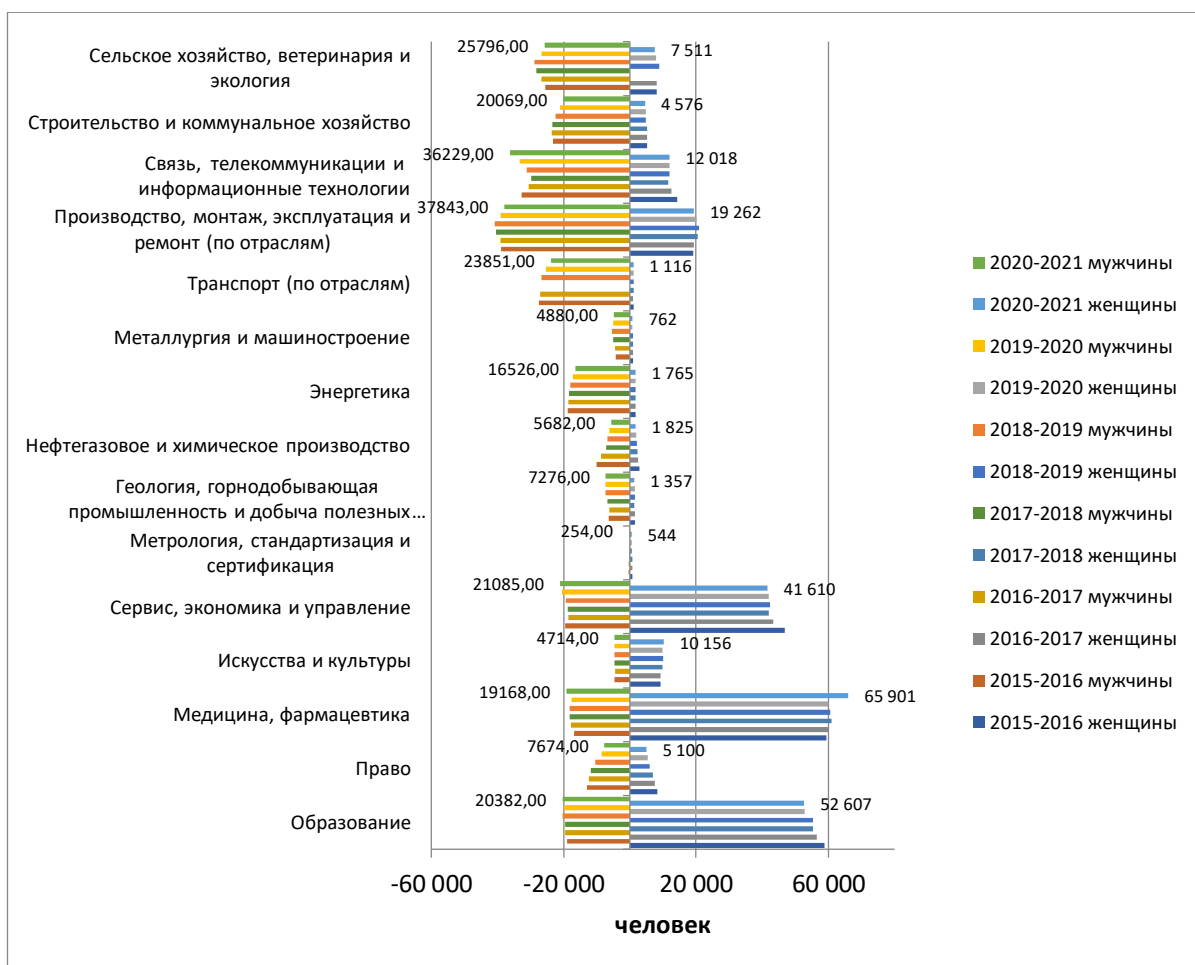 Сельское хозяйство, ветеринария и
экология
25796,00
7 511
Строительство и коммунальное хозяйство
20069,00
4 576
Связь, телекоммуникации и
информационные технологии
36229,00
12 018
Производство, монтаж, эксплуатация и
ремонт (по отраслям)
37843,00
19 262
Транспорт (по отраслям)
23851,00
1 116
Металлургия и машиностроение
4880,00
762
Энергетика
16526,00
1 765
Нефтегазовое и химическое производство
5682,00
1 825
Геология, горнодобывающая
промышленность и добыча полезных...
7276,00
1 357
Метрология, стандартизация и
сертификация
254,00
544
Сервис, экономика и управление
21085,00
41 610
Искусства и культуры
4714,00
10 156
Медицина, фармацевтика
19168,00
65 901
Право
7674,00
5 100
Образование
20382,00
52 607
-60 000
-20 000
20 000
60 000
человек
2020-2021 мужчины
2020-2021 женщины
2019-2020 мужчины
2019-2020 женщины
2018-2019 мужчины
2018-2019 женщины
2017-2018 мужчины
2017-2018 женщины
2016-2017 мужчины
2016-2017 женщины
2015-2016 мужчины
2015-2016 женщины